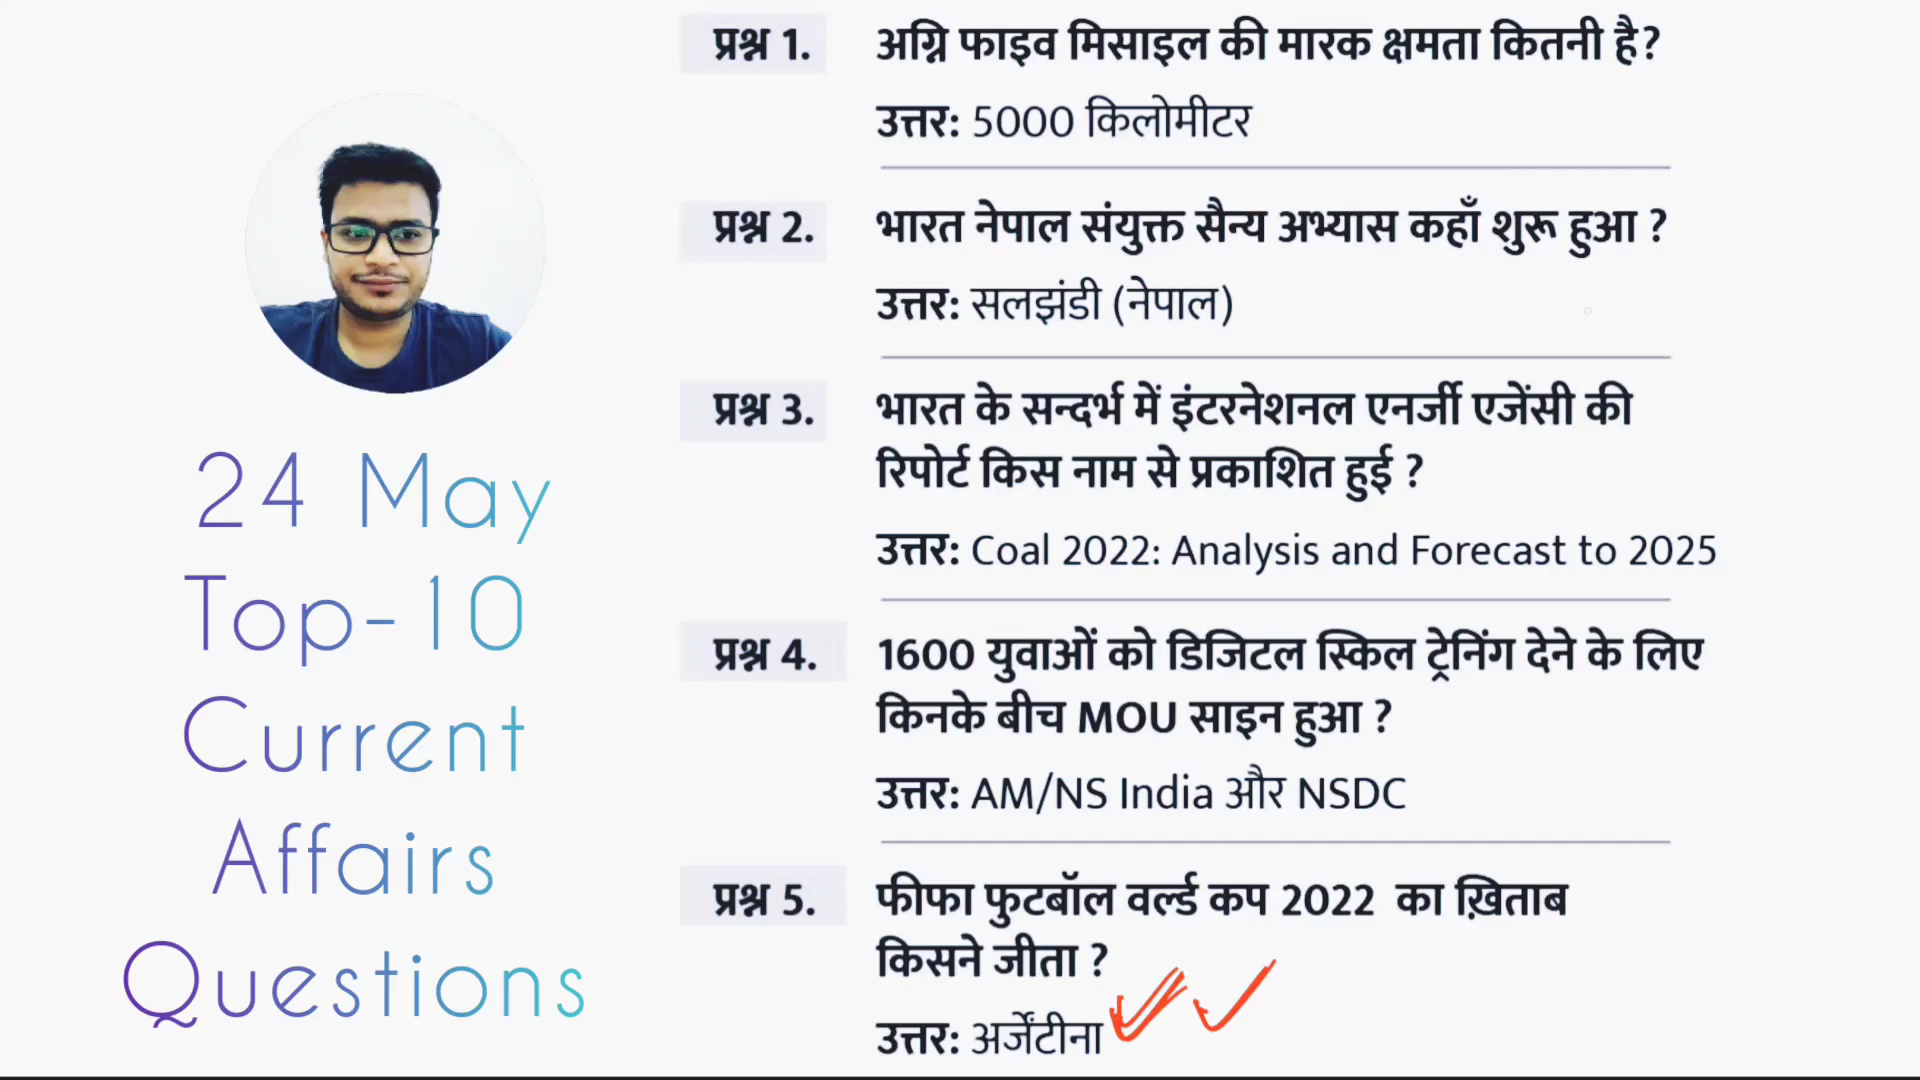 24 May
Top-10
Current
Affairs
Questions
प्रश्न 1. अग्नि फाइव मिसाइल की मारक क्षमता कितनी है?
उत्तर: 5000 किलोमीटर
प्रश्न 2. भारत नेपाल संयुक्त सैन्य अभ्यास कहाँ शुरू हुआ ?
उत्तर: सलझंडी (नेपाल)
प्रश्न 3. भारत के सन्दर्भ में इंटरनेशनल एनर्जी एजेंसी की
रिपोर्ट किस नाम से प्रकाशित हुई ?
उत्तर: Coal 2022: Analysis and Forecast to 2025
प्रश्न 4. 1600 युवाओं को डिजिटल स्किल ट्रेनिंग देने के लिए
किनके बीच MOU साइन हुआ ?
उत्तर: AM/NS India और NSDC
प्रश्न 5. फीफा फुटबॉल वर्ल्ड कप 2022 का ख़िताब
किसने जीता ?
उत्तर: अर्जेंटीना